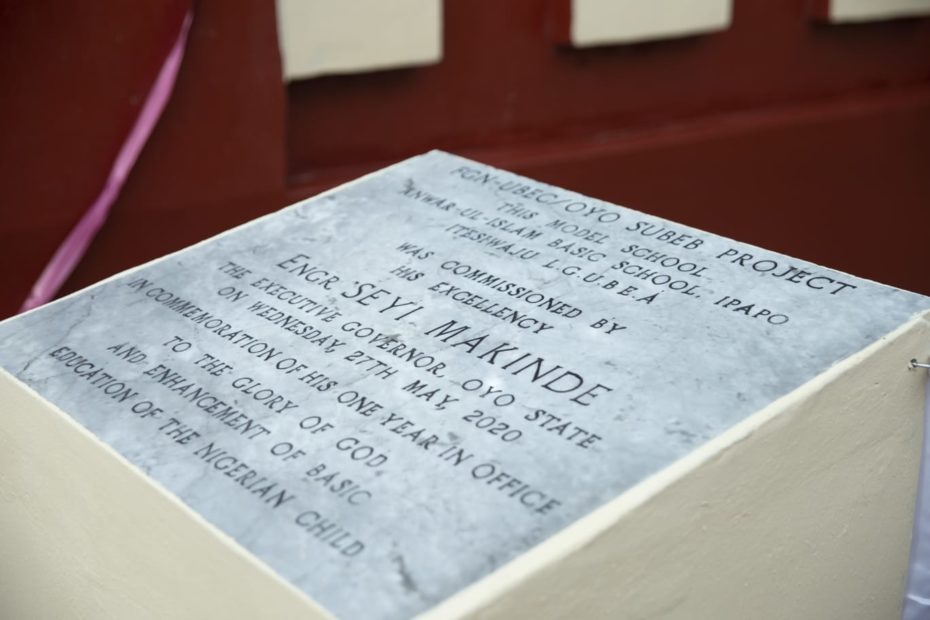 FGN-UBEC/OYO SUBEB PROJECT
THIS MODEL SCHOOL
ANWAR-UL-ISLAM BASIC SCHOOL, IPAPO
ITESIWAJU L.G.U.B.E.A
WAS COMMISSIONED BY
HIS EXCELLENCY
ENGR. 'SEYI MAKINDE
THE EXECUTIVE GOVERNOR, OYO STATE
ON WEDNESDAY, 27TH MAY, 2020
IN COMMEMORATION OF HIS ONE YEAR IN OFFICE
TO THE GLORY OF GOD,
AND ENHANCEMENT OF BASIC
EDUCATION OF THE NIGERIAN CHILD